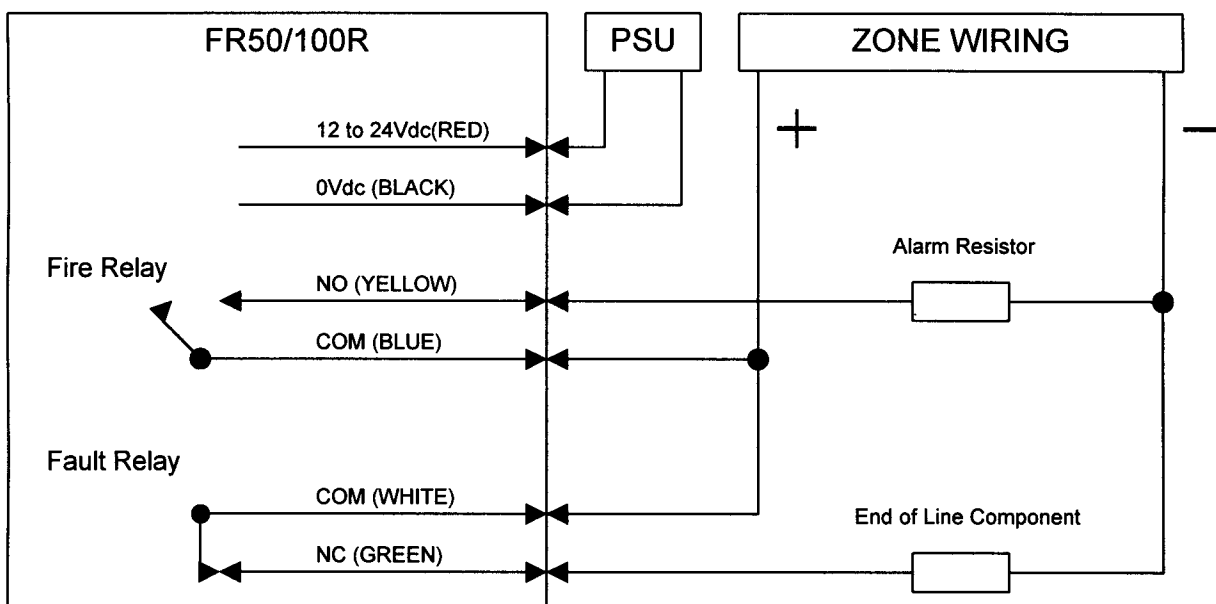 FR50/100R
PSU
ZONE WIRING
12 to 24Vdc(RED)
+
−
0Vdc (BLACK)
Alarm Resistor
Fire Relay
NO (YELLOW)
COM (BLUE)
Fault Relay
COM (WHITE)
End of Line Component
NC (GREEN)